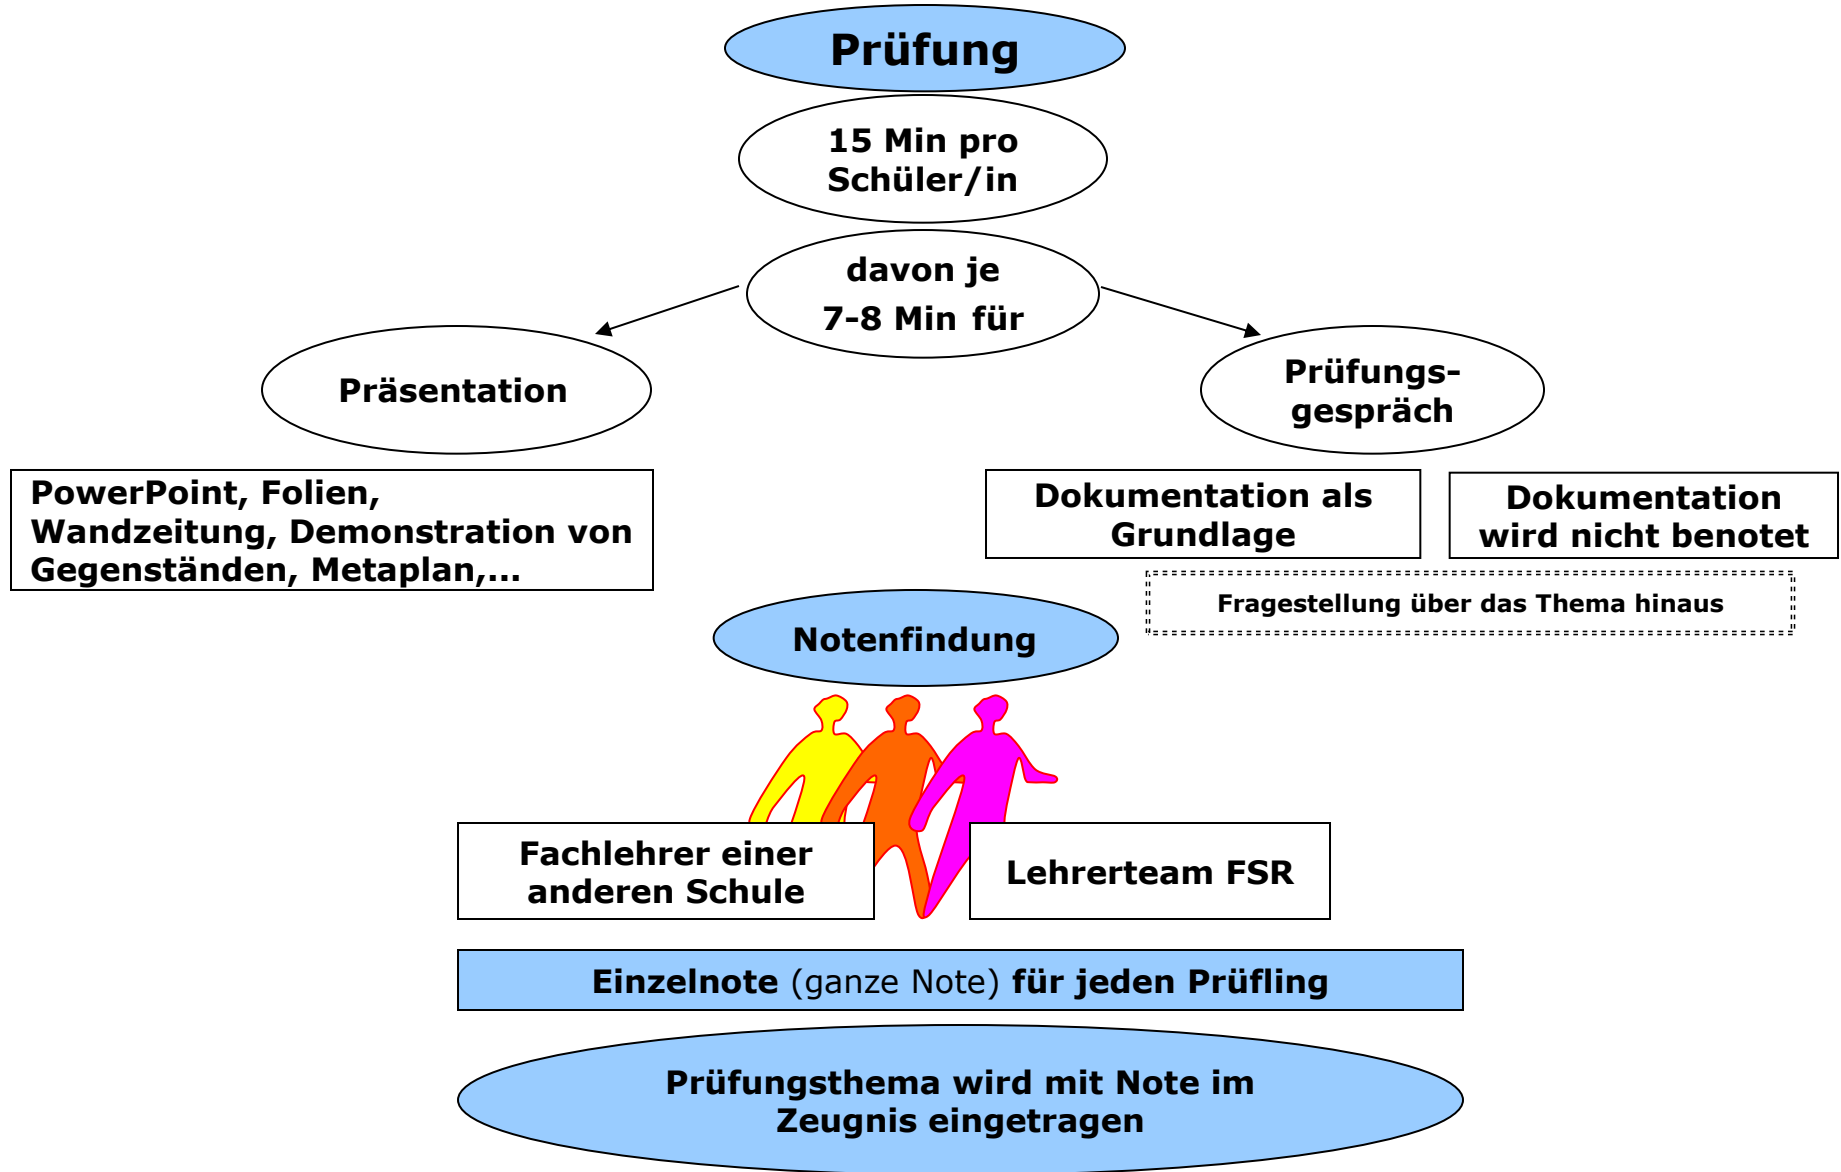 Prüfung
15 Min pro
Schüler/in
davon je
7-8 Min für
Präsentation
Prüfungs-
gespräch
PowerPoint, Folien,
Wandzeitung, Demonstration von
Gegenständen, Metaplan,...
Dokumentation als
Grundlage
Dokumentation
wird nicht benotet
Fragestellung über das Thema hinaus
Notenfindung
Fachlehrer einer
anderen Schule
Lehrerteam FSR
Einzelnote (ganze Note) für jeden Prüfling
Prüfungsthema wird mit Note im
Zeugnis eingetragen